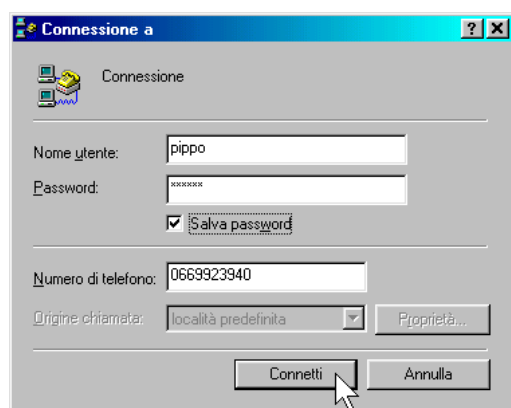 Connessione a
Connessione
Nome utente: pippo
Password: ××××××
Salva password
Numero di telefono: 0669923940
Origine chiamata: località predefinita Proprietà...
Connetti Annulla